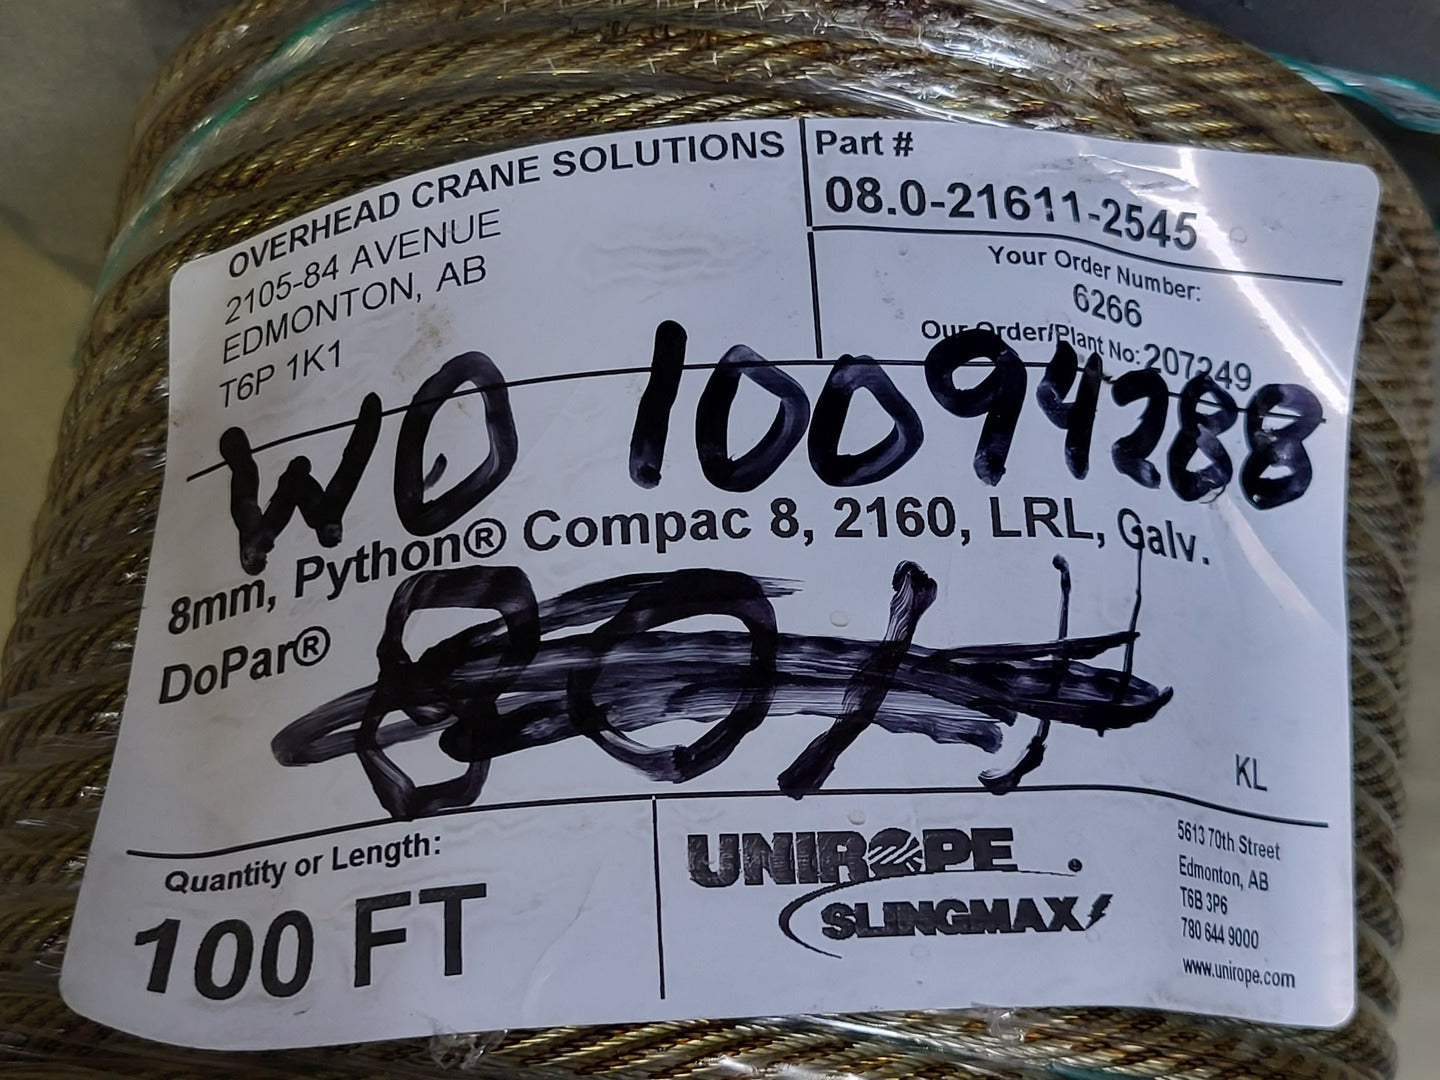 OVERHEAD CRANE SOLUTIONS
2105-84 AVENUE
EDMONTON, AB
T6P 1K1
Part #
08.0-21611-2545
Your Order Number:
6266
Our Order/Plant No: 207249
WO 10094288
8mm, Python® Compac 8, 2160, LRL, Galv.
DoPar®
KL
Quantity or Length:
100 FT
UNIROPE
SLINGMAX
5613 70th Street
Edmonton, AB
T6B 3P6
780 644 9000
www.unirope.com